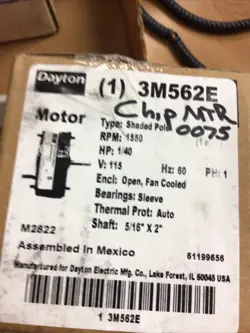 Dayton
(1) 3M562E
Chip MTR
0075
Motor
Type: Shaded Pole
RPM: 1550
HP: 1/40
V: 115 Hz: 60 PH: 1
Encl: Open, Fan Cooled
Bearings: Sleeve
Thermal Prot: Auto
Shaft: 5/16" X 2"
M2822
Assembled In Mexico
61199656
Manufactured for Dayton Electric Mfg. Co., Lake Forest, IL 60045 USA
1 3M562E